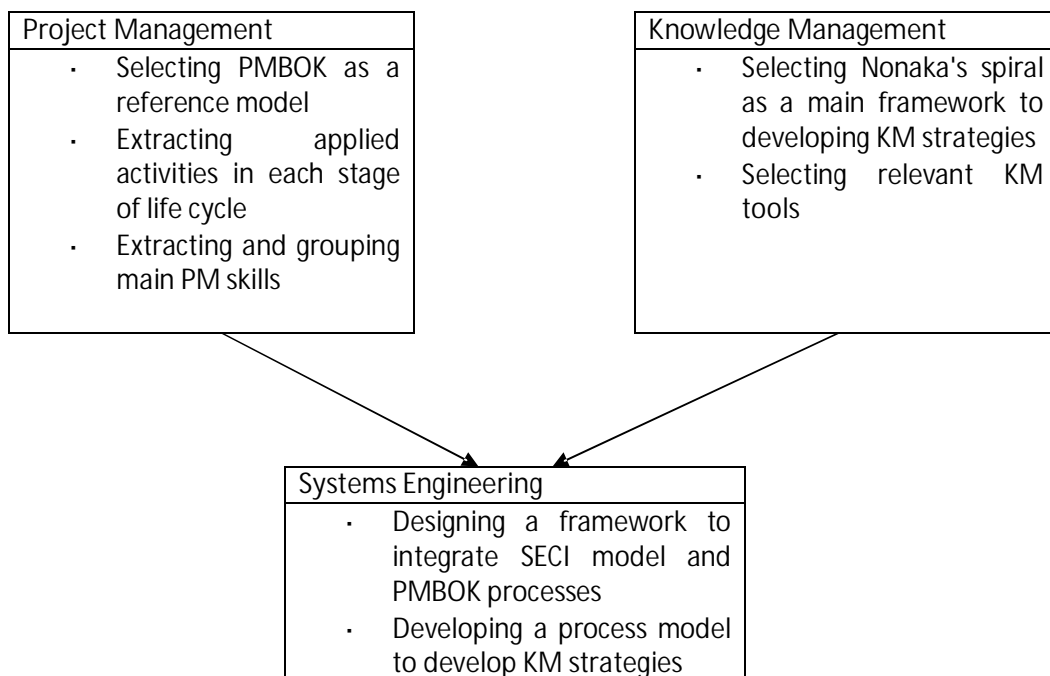 Project Management
· Selecting PMBOK as a
reference model
· Extracting applied
activities in each stage
of life cycle
· Extracting and grouping
main PM skills
Knowledge Management
· Selecting Nonaka's spiral
as a main framework to
developing KM strategies
· Selecting relevant KM
tools
Systems Engineering
· Designing a framework to
integrate SECI model and
PMBOK processes
· Developing a process model
to develop KM strategies